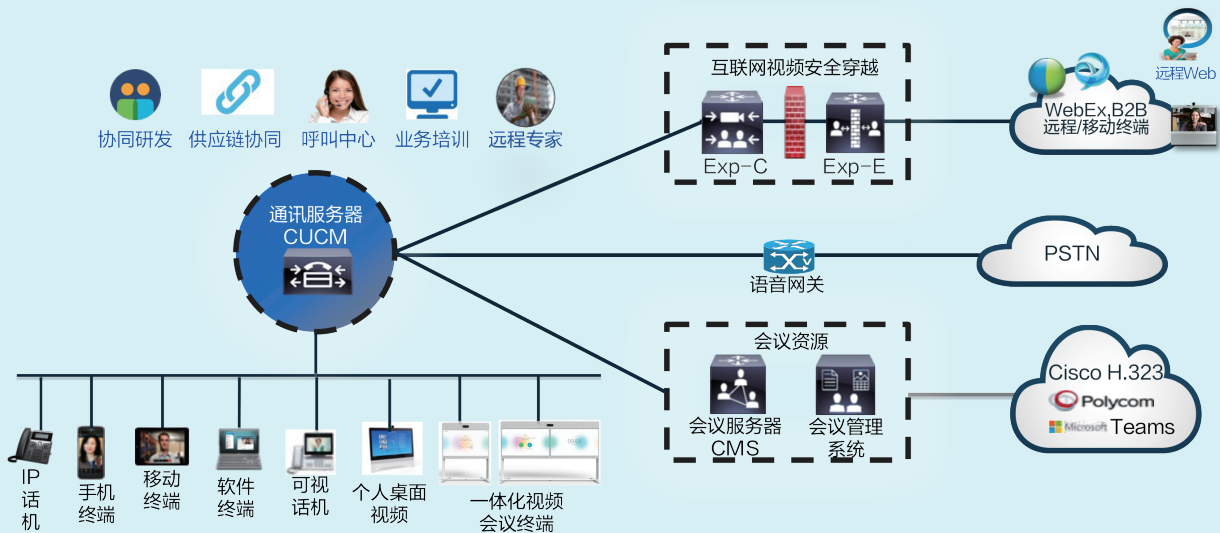 远程Web
互联网视频安全穿越
Exp-C
Exp-E
WebEx,B2B
远程/移动终端
协同研发
供应链协同
呼叫中心
业务培训
远程专家
通讯服务器
CUCM
语音网关
PSTN
会议资源
会议服务器
CMS
会议管理
系统
Cisco H.323
Polycom
Microsoft Teams
IP
话
机
手机
终端
移动
终端
软件
终端
可视
话机
个人桌面
视频
一体化视频
会议终端